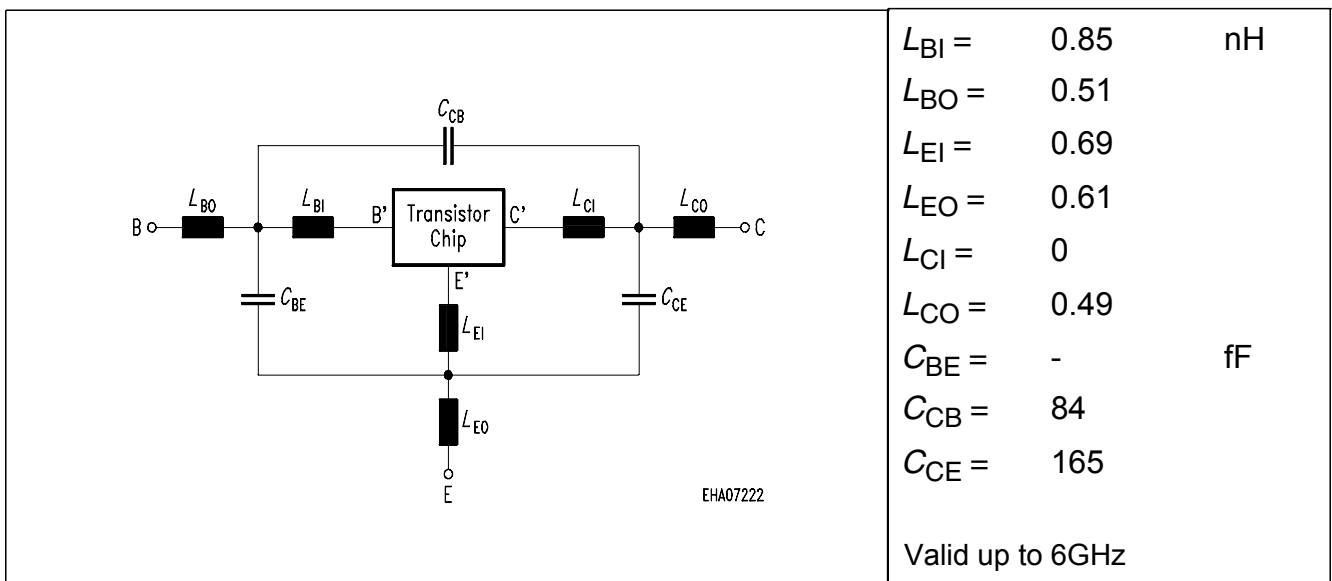 C_CB
L_BO
L_BI
B' Transistor Chip C'
L_CI
L_CO
B
C
E'
C_BE
C_CE
L_EI
L_EO
E
EHA07222
L_BI = 0.85 nH
L_BO = 0.51
L_EI = 0.69
L_EO = 0.61
L_CI = 0
L_CO = 0.49
C_BE = - fF
C_CB = 84
C_CE = 165
Valid up to 6GHz